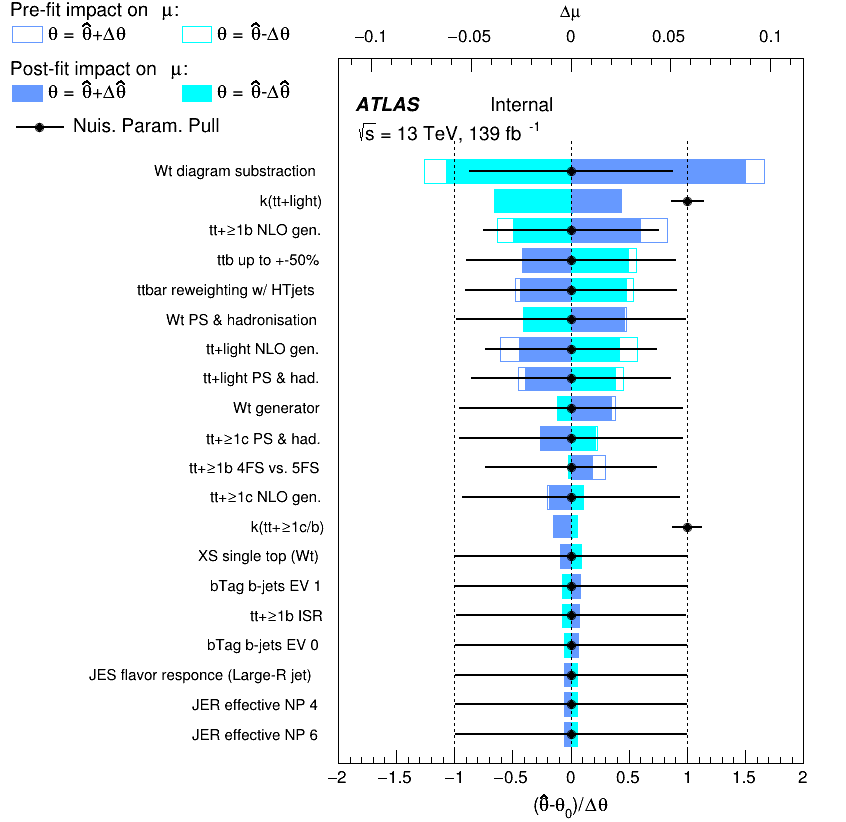 Pre-fit impact on μ:
θ = θ̂+Δθ θ = θ̂-Δθ
Post-fit impact on μ:
θ = θ̂+Δθ̂ θ = θ̂-Δθ̂
Nuis. Param. Pull
Δμ
−0.1 −0.05 0 0.05 0.1
ATLAS Internal
√s = 13 TeV, 139 fb⁻¹
Wt diagram substraction
k(tt+light)
tt+≥1b NLO gen.
ttb up to +-50%
ttbar reweighting w/ HTjets
Wt PS & hadronisation
tt+light NLO gen.
tt+light PS & had.
Wt generator
tt+≥1c PS & had.
tt+≥1b 4FS vs. 5FS
tt+≥1c NLO gen.
k(tt+≥1c/b)
XS single top (Wt)
bTag b-jets EV 1
tt+≥1b ISR
bTag b-jets EV 0
JES flavor responce (Large-R jet)
JER effective NP 4
JER effective NP 6
−2 −1.5 −1 −0.5 0 0.5 1 1.5 2
(θ̂-θ₀)/Δθ